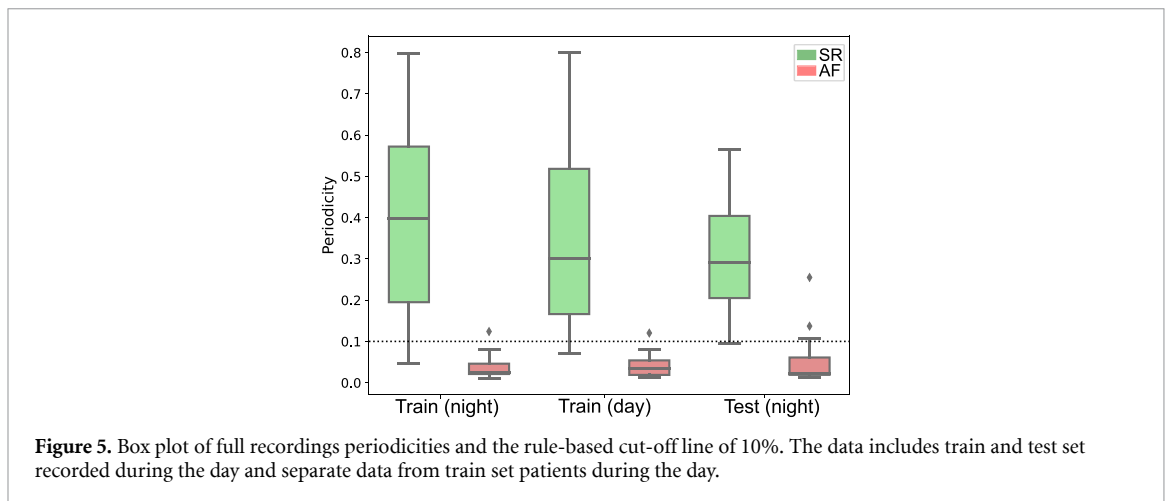 SR
AF
0.8
0.7
0.6
0.5
0.4
0.3
0.2
0.1
0.0
Periodicity
Train (night)
Train (day)
Test (night)
Figure 5. Box plot of full recordings periodicities and the rule-based cut-off line of 10%. The data includes train and test set
recorded during the day and separate data from train set patients during the day.